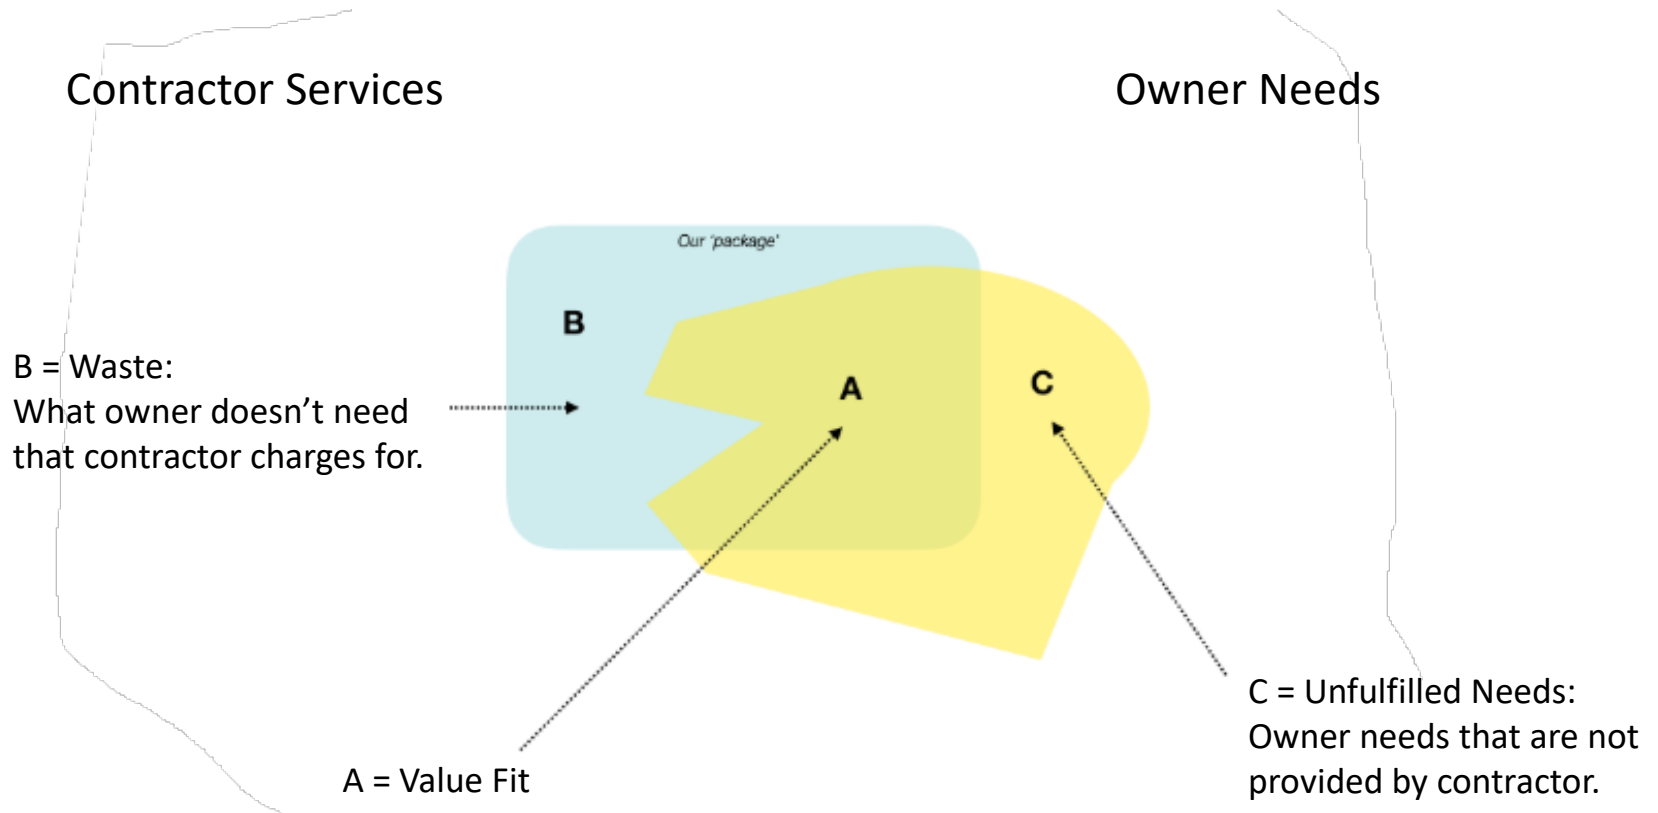 Contractor Services
Owner Needs
Our 'package'
B
A
C
B = Waste:
What owner doesn’t need
that contractor charges for.
A = Value Fit
C = Unfulfilled Needs:
Owner needs that are not
provided by contractor.